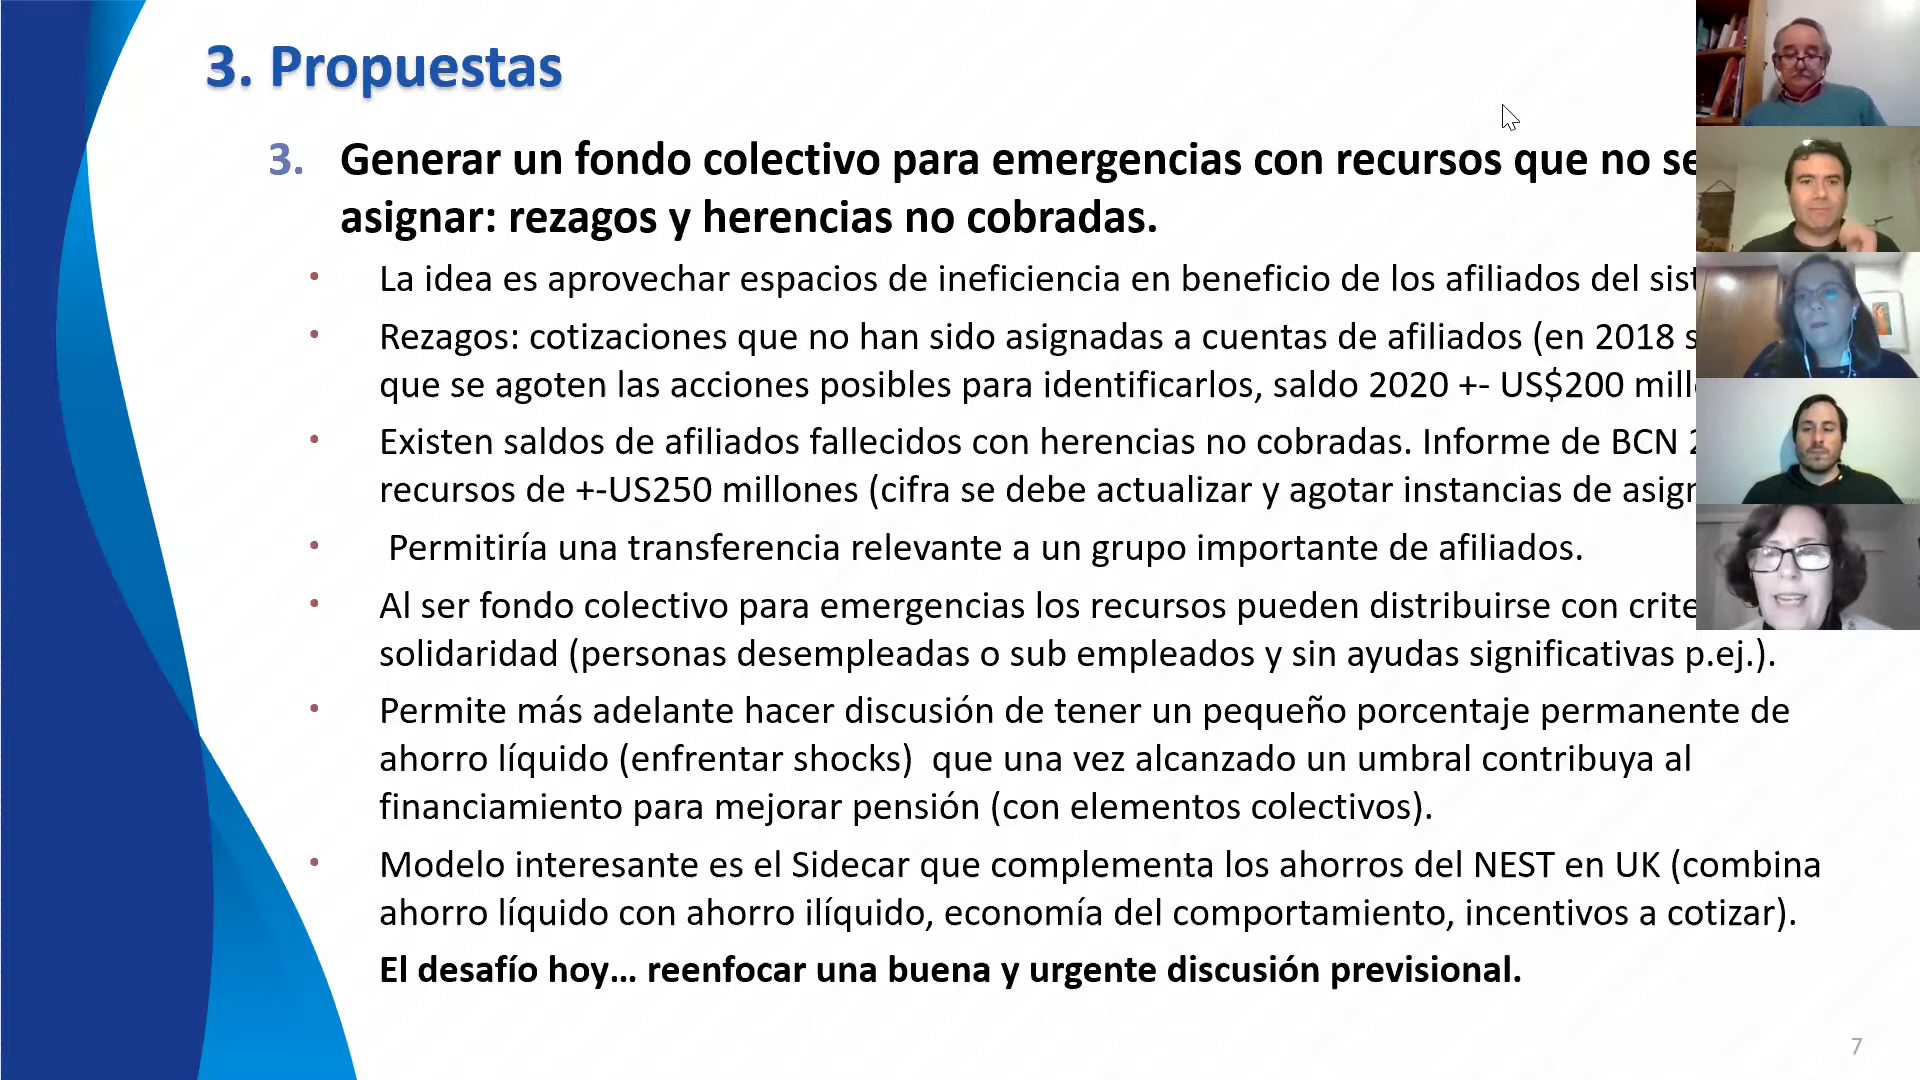 3. Propuestas
3. Generar un fondo colectivo para emergencias con recursos que no se
asignar: rezagos y herencias no cobradas.
• La idea es aprovechar espacios de ineficiencia en beneficio de los afiliados del
• Rezagos: cotizaciones que no han sido asignadas a cuentas de afiliados (en 2018
que se agoten las acciones posibles para identificarlos, saldo 2020 +- US$200
• Existen saldos de afiliados fallecidos con herencias no cobradas. Informe de BCN
recursos de +-US250 millones (cifra se debe actualizar y agotar instancias de
• Permitiría una transferencia relevante a un grupo importante de afiliados.
• Al ser fondo colectivo para emergencias los recursos pueden distribuirse con
solidaridad (personas desempleadas o sub empleados y sin ayudas significativas p.ej.).
• Permite más adelante hacer discusión de tener un pequeño porcentaje permanente de
ahorro líquido (enfrentar shocks) que una vez alcanzado un umbral contribuya al
financiamiento para mejorar pensión (con elementos colectivos).
• Modelo interesante es el Sidecar que complementa los ahorros del NEST en UK (combina
ahorro líquido con ahorro ilíquido, economía del comportamiento, incentivos a cotizar).
El desafío hoy... reenfocar una buena y urgente discusión previsional.
7